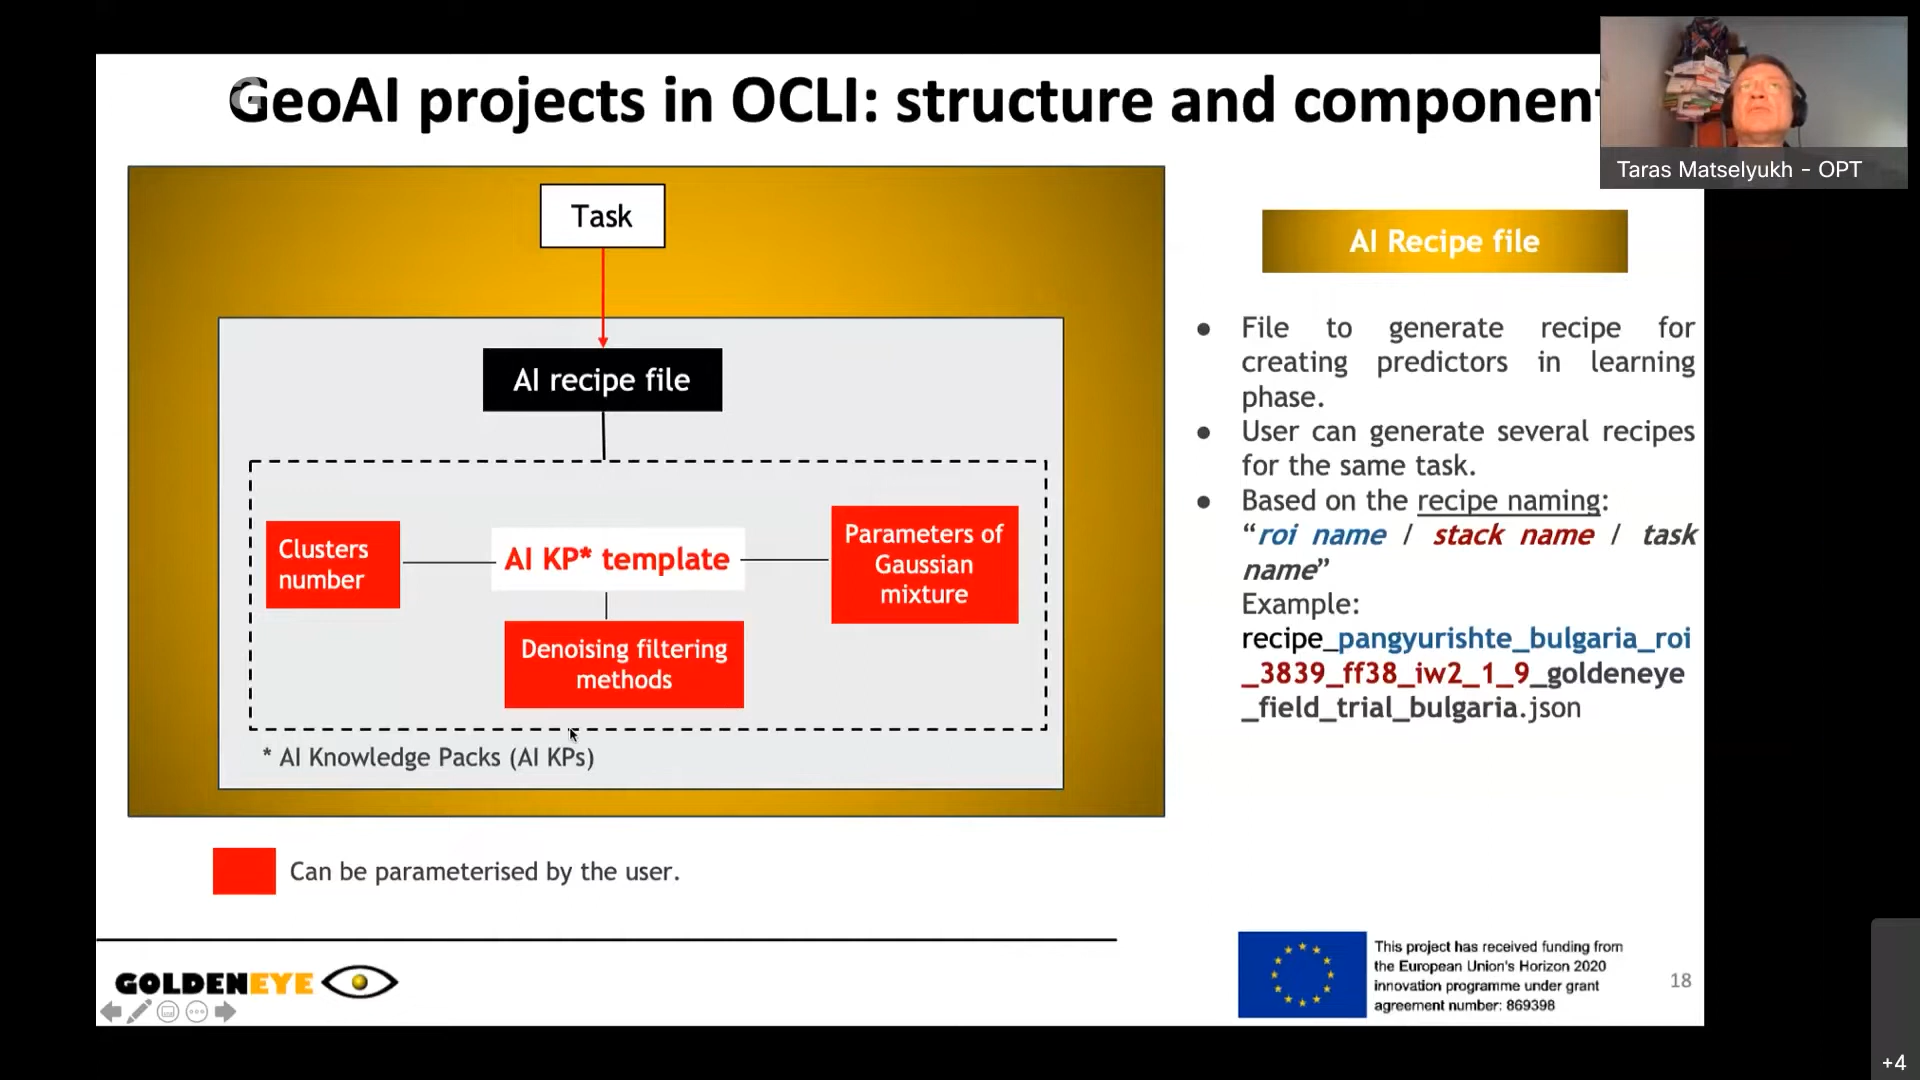 GeoAI projects in OCLI: structure and component
Taras Matselyukh - OPT
Task
AI recipe file
Clusters
number
AI KP* template
Parameters of
Gaussian
mixture
Denoising filtering
methods
* AI Knowledge Packs (AI KPs)
Can be parameterised by the user.
AI Recipe file
● File to generate recipe for
creating predictors in learning
phase.
● User can generate several recipes
for the same task.
● Based on the recipe naming:
“roi name / stack name / task
name”
Example:
recipe_pangyurishte_bulgaria_roi
_3839_ff38_iw2_1_9_goldeneye
_field_trial_bulgaria.json
GOLDENEYE
This project has received funding from
the European Union's Horizon 2020
innovation programme under grant
agreement number: 869398
18
+4